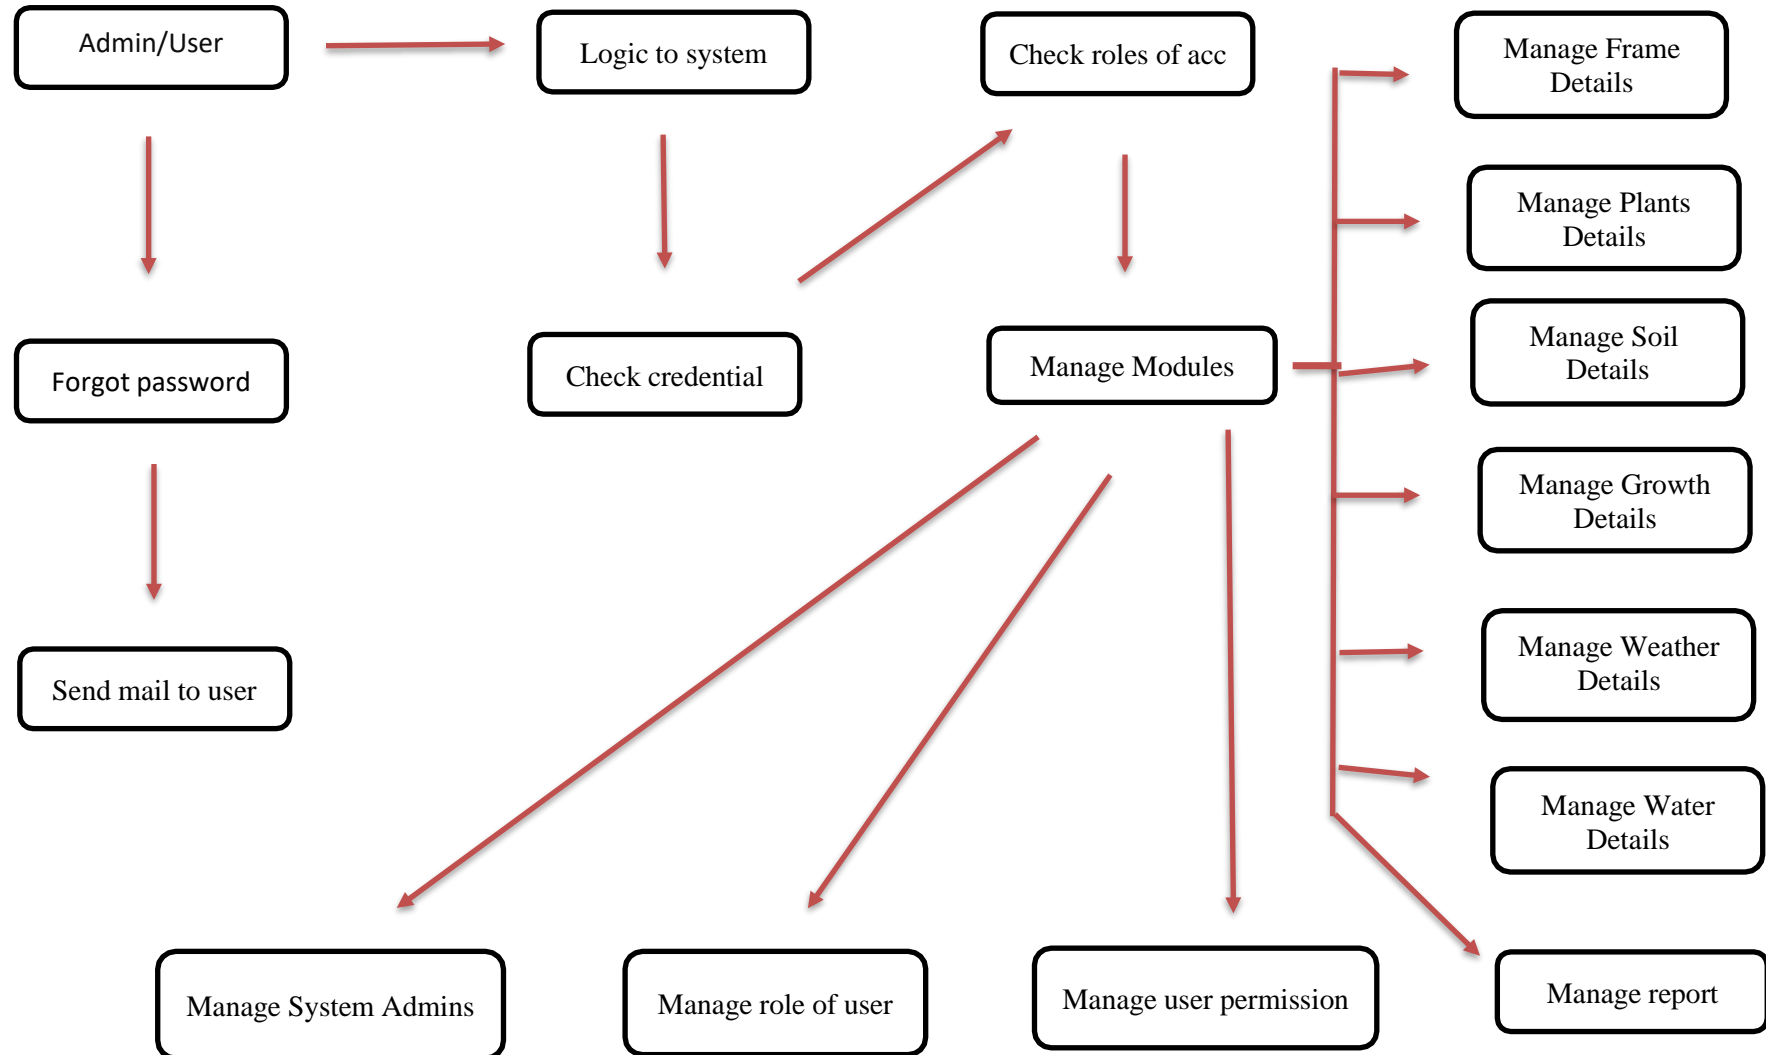 Admin/User
Logic to system
Check roles of acc
Manage Frame
Details
Manage Plants
Details
Manage Soil
Details
Forgot password
Check credential
Manage Modules
Manage Growth
Details
Send mail to user
Manage Weather
Details
Manage Water
Details
Manage System Admins
Manage role of user
Manage user permission
Manage report